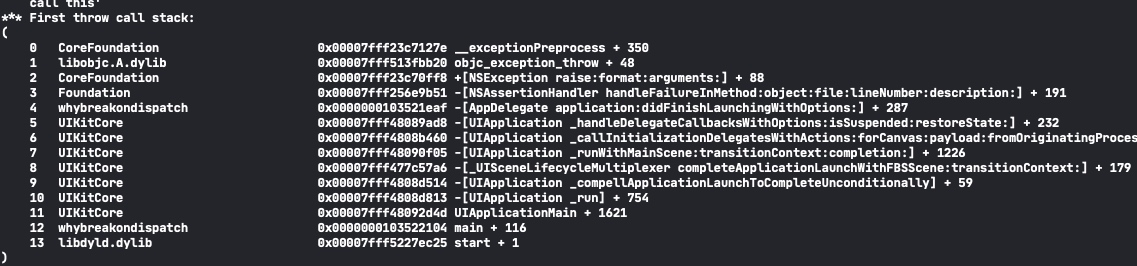 call this'
*** First throw call stack:
(
0 CoreFoundation 0x00007fff23c7127e __exceptionPreprocess + 350
1 libobjc.A.dylib 0x00007fff513fbb20 objc_exception_throw + 48
2 CoreFoundation 0x00007fff23c70ff8 +[NSException raise:format:arguments:] + 88
3 Foundation 0x00007fff256e9b51 -[NSAssertionHandler handleFailureInMethod:object:file:lineNumber:description:] + 191
4 whybreakondispatch 0x0000000103521eaf -[AppDelegate application:didFinishLaunchingWithOptions:] + 287
5 UIKitCore 0x00007fff48089ad8 -[UIApplication _handleDelegateCallbacksWithOptions:isSuspended:restoreState:] + 232
6 UIKitCore 0x00007fff4808b460 -[UIApplication _callInitializationDelegatesWithActions:forCanvas:payload:fromOriginatingProces
7 UIKitCore 0x00007fff48090f05 -[UIApplication _runWithMainScene:transitionContext:completion:] + 1226
8 UIKitCore 0x00007fff477c57a6 -[_UISceneLifecycleMultiplexer completeApplicationLaunchWithFBSScene:transitionContext:] + 179
9 UIKitCore 0x00007fff4808d514 -[UIApplication _compellApplicationLaunchToCompleteUnconditionally] + 59
10 UIKitCore 0x00007fff4808d813 -[UIApplication _run] + 754
11 UIKitCore 0x00007fff48092d4d UIApplicationMain + 1621
12 whybreakondispatch 0x0000000103522104 main + 116
13 libdyld.dylib 0x00007fff5227ec25 start + 1
)